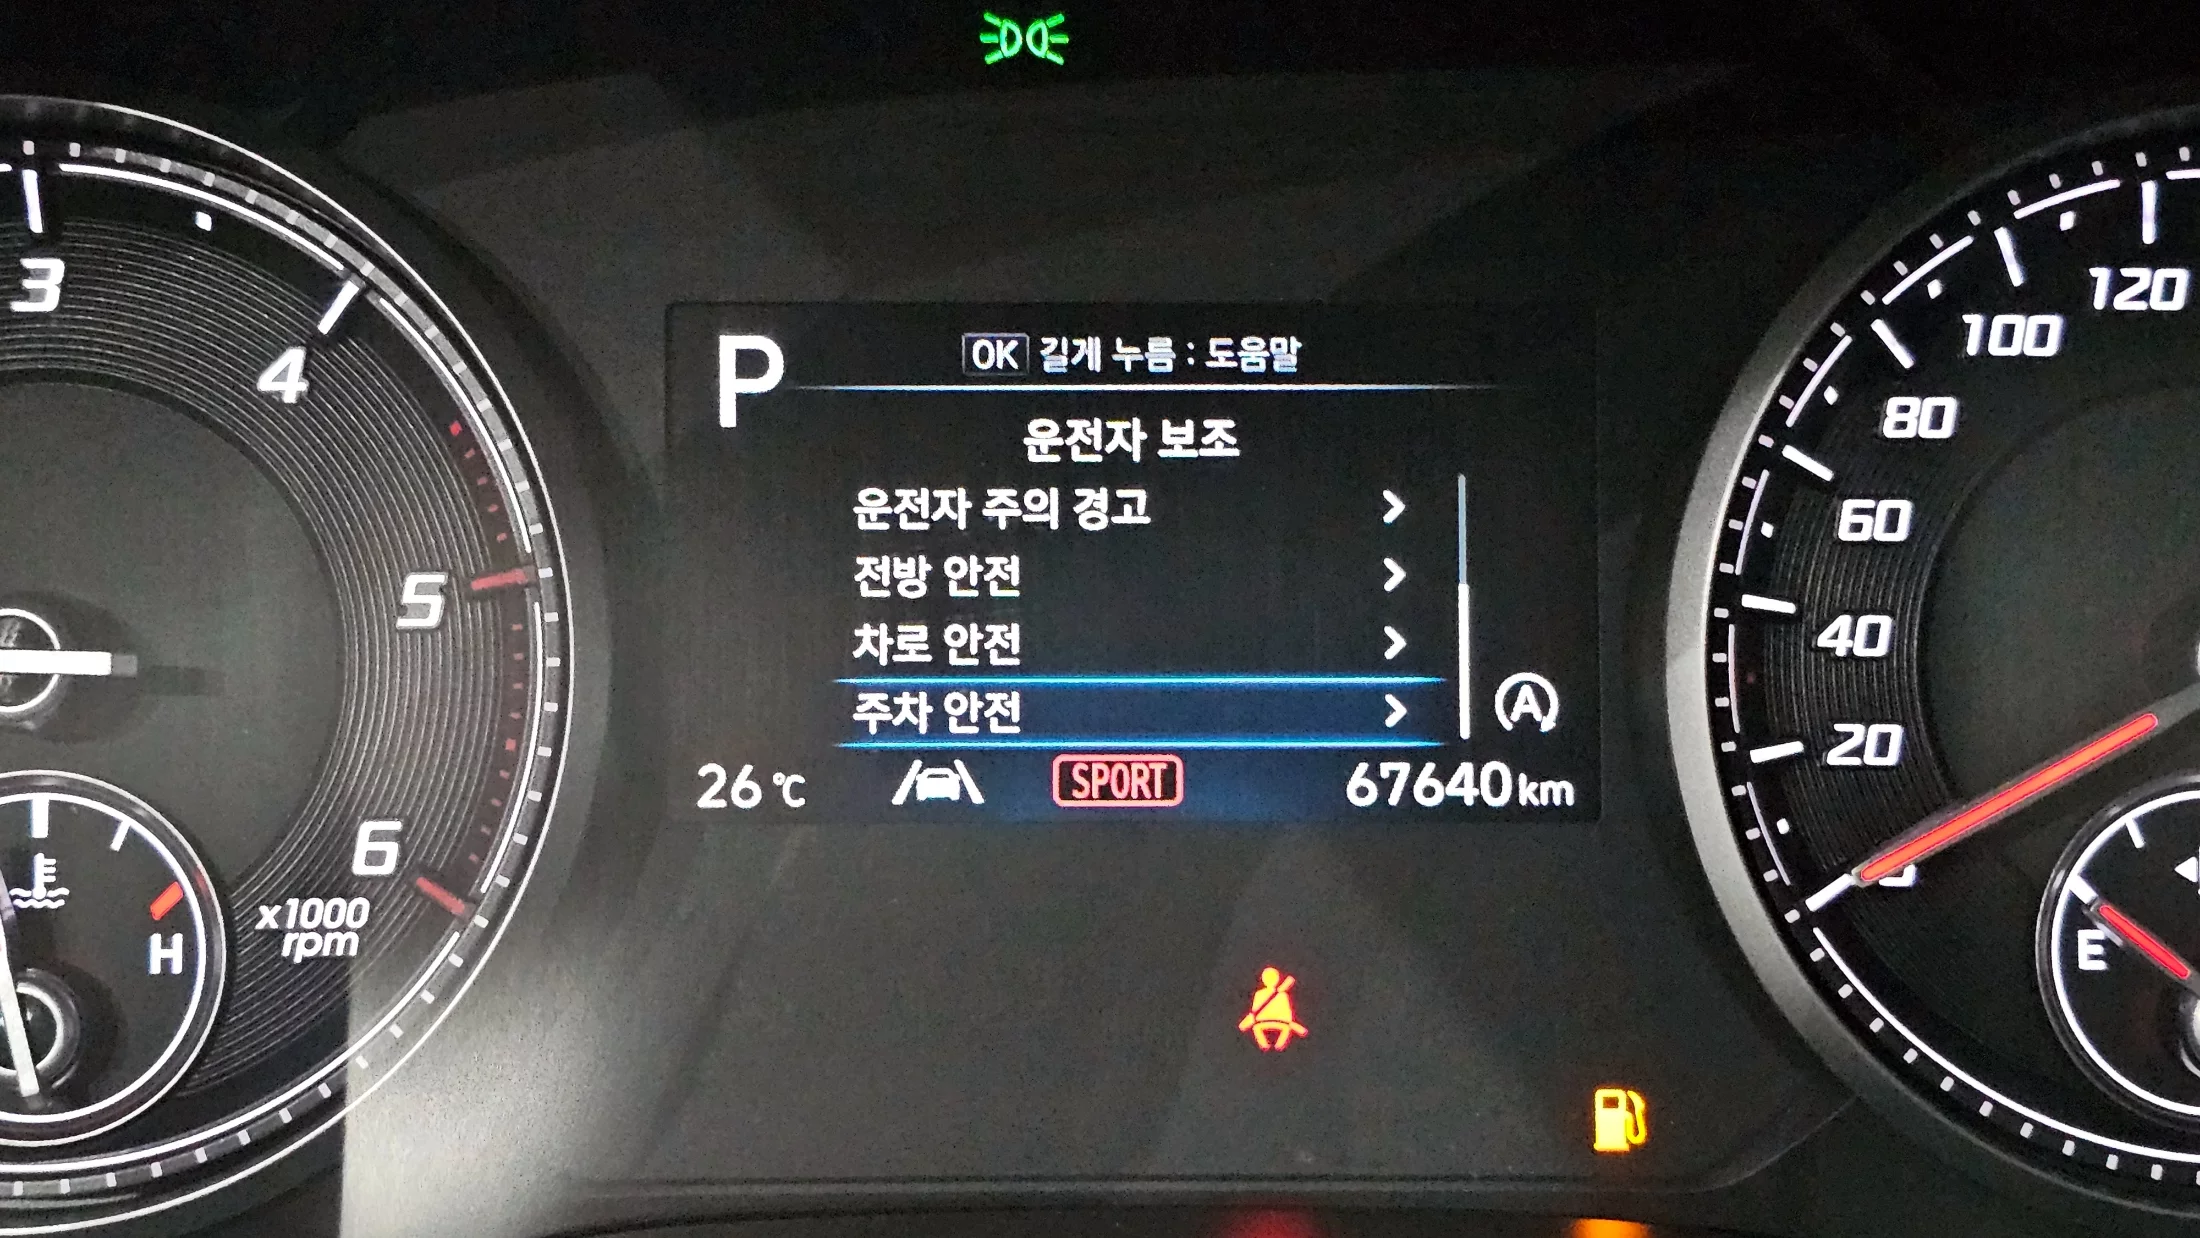 P
OK 길게 누름 : 도움말
운전자 보조
운전자 주의 경고
전방 안전
차로 안전
주차 안전
A
26 ℃
SPORT
67640 km
3
4
5
6
x1000
rpm
H
120
100
80
60
40
20
E